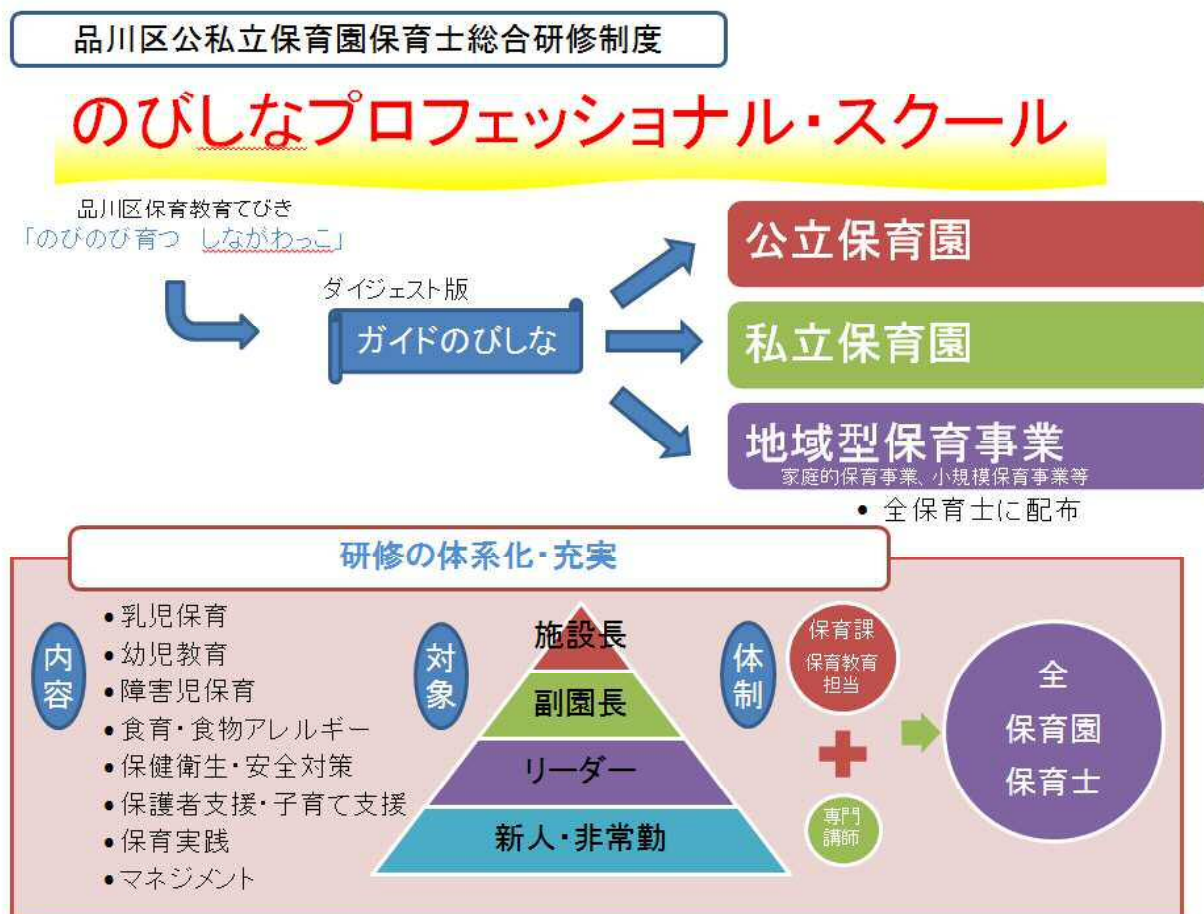 品川区公私立保育園保育士総合研修制度
のびしなプロフェッショナル・スクール
品川区保育教育てびき
「のびのび育つ しながわっこ」
ダイジェスト版
ガイドのびしな
公立保育園
私立保育園
地域型保育事業
家庭的保育事業、小規模保育事業等
• 全保育士に配布
研修の体系化・充実
内容
• 乳児保育
• 幼児教育
• 障害児保育
• 食育・食物アレルギー
• 保健衛生・安全対策
• 保護者支援・子育て支援
• 保育実践
• マネジメント
対象
施設長
副園長
リーダー
新人・非常勤
体制
保育課
保育教育
担当
専門
講師
全
保育園
保育士